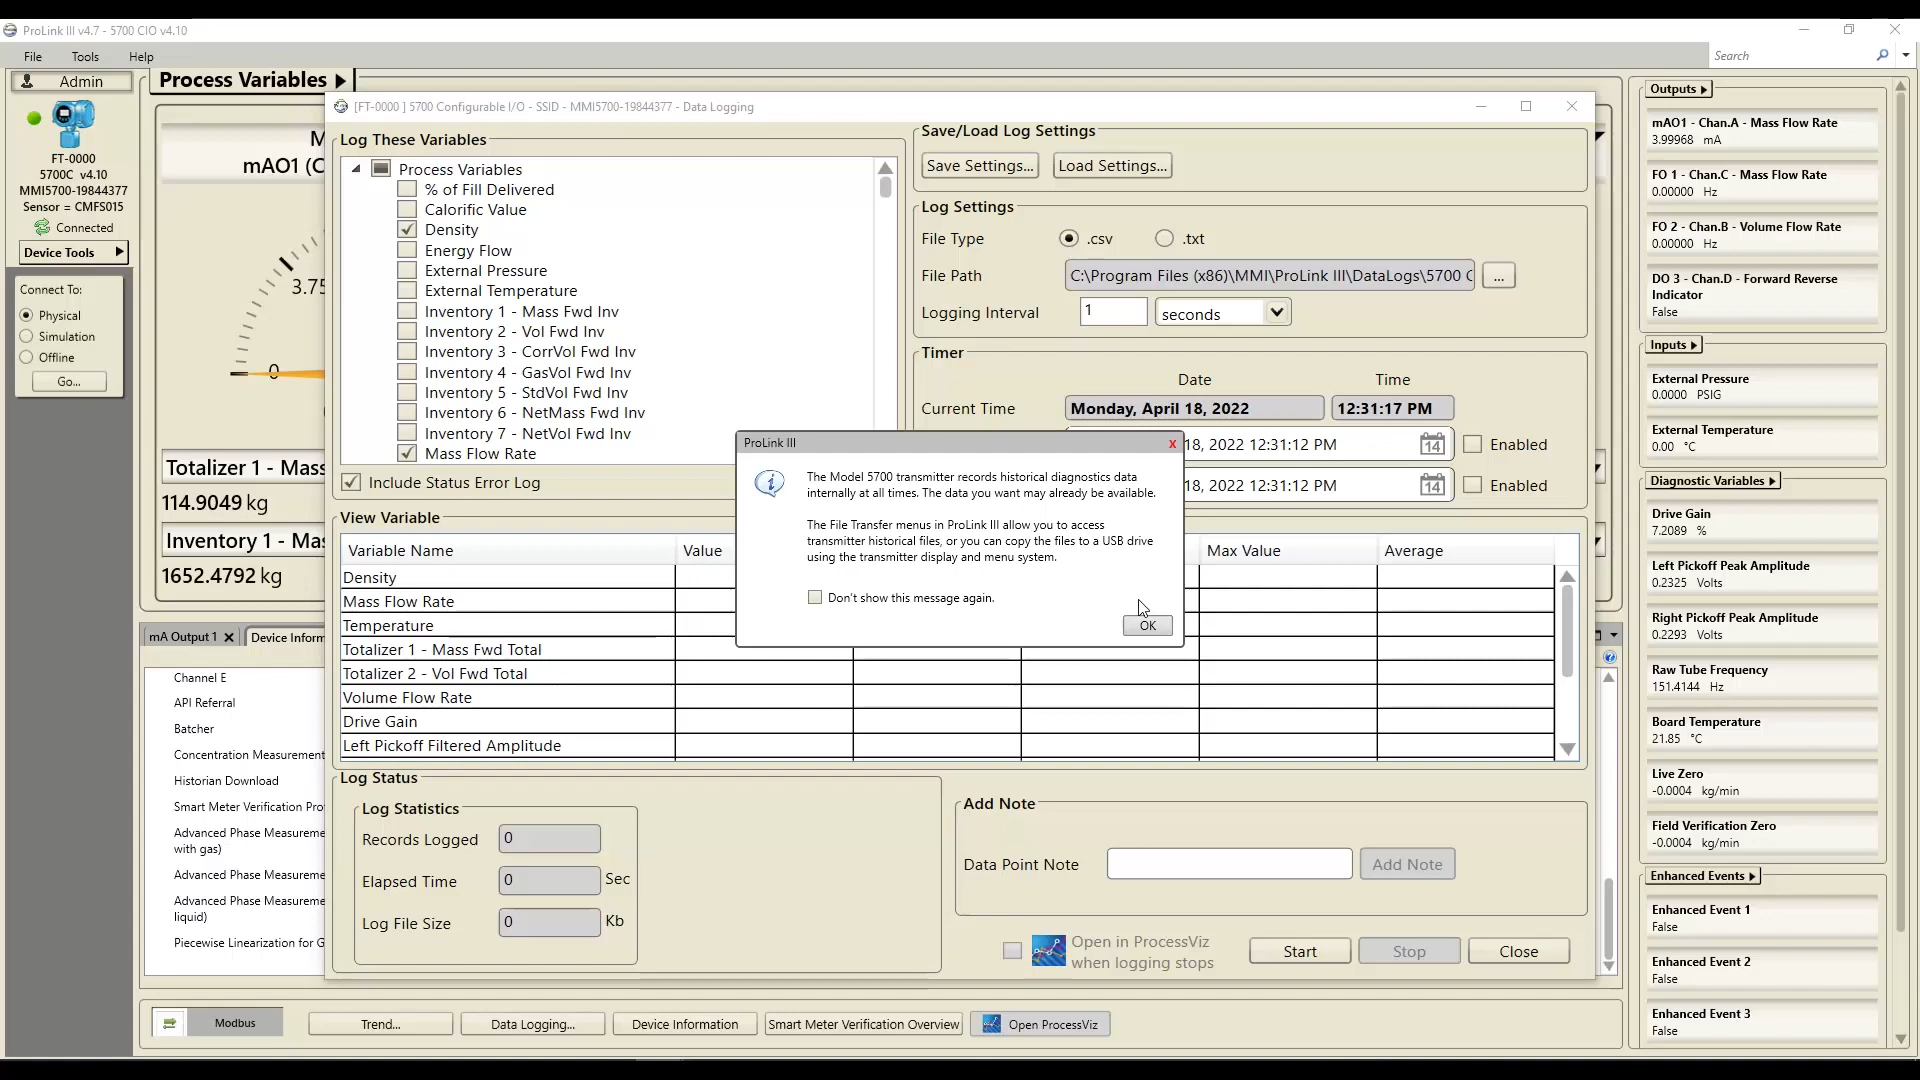 ProLink III v4.7 - 5700 CIO v4.10
File Tools Help
Search
Admin
Process Variables
FT-0000
5700C v4.10
MMI5700-19844377
Sensor = CMFS015
Connected
Device Tools
Connect To:
Physical
Simulation
Offline
Go...
mAO1 (C
3.75
0
Totalizer 1 - Mass
114.9049 kg
Inventory 1 - Mas
1652.4792 kg
mA Output 1 Device Inform
Channel E
API Referral
Batcher
Concentration Measurement
Historian Download
Smart Meter Verification Pro
Advanced Phase Measureme
with gas)
Advanced Phase Measureme
Advanced Phase Measureme
liquid)
Piecewise Linearization for G
[FT-0000 ] 5700 Configurable I/O - SSID - MMI5700-19844377 - Data Logging
Log These Variables
Process Variables
% of Fill Delivered
Calorific Value
Density
Energy Flow
External Pressure
External Temperature
Inventory 1 - Mass Fwd Inv
Inventory 2 - Vol Fwd Inv
Inventory 3 - CorrVol Fwd Inv
Inventory 4 - GasVol Fwd Inv
Inventory 5 - StdVol Fwd Inv
Inventory 6 - NetMass Fwd Inv
Inventory 7 - NetVol Fwd Inv
Mass Flow Rate
Include Status Error Log
Save/Load Log Settings
Save Settings... Load Settings...
Log Settings
File Type .csv .txt
File Path C:\Program Files (x86)\MMI\ProLink III\DataLogs\5700 C ...
Logging Interval 1 seconds
Timer
Date Time
Current Time Monday, April 18, 2022 12:31:17 PM
18, 2022 12:31:12 PM 14 Enabled
18, 2022 12:31:12 PM 14 Enabled
ProLink III x
The Model 5700 transmitter records historical diagnostics data
internally at all times. The data you want may already be available.
The File Transfer menus in ProLink III allow you to access
transmitter historical files, or you can copy the files to a USB drive
using the transmitter display and menu system.
Don't show this message again.
OK
View Variable
Variable Name Value Max Value Average
Density
Mass Flow Rate
Temperature
Totalizer 1 - Mass Fwd Total
Totalizer 2 - Vol Fwd Total
Volume Flow Rate
Drive Gain
Left Pickoff Filtered Amplitude
Log Status
Log Statistics
Records Logged 0
Elapsed Time 0 Sec
Log File Size 0 Kb
Add Note
Data Point Note Add Note
Open in ProcessViz
when logging stops
Start Stop Close
Modbus Trend... Data Logging... Device Information Smart Meter Verification Overview Open ProcessViz
Outputs
mAO1 - Chan.A - Mass Flow Rate
3.99968 mA
FO 1 - Chan.C - Mass Flow Rate
0.00000 Hz
FO 2 - Chan.B - Volume Flow Rate
0.00000 Hz
DO 3 - Chan.D - Forward Reverse
Indicator
False
Inputs
External Pressure
0.0000 PSIG
External Temperature
0.00 °C
Diagnostic Variables
Drive Gain
7.2089 %
Left Pickoff Peak Amplitude
0.2325 Volts
Right Pickoff Peak Amplitude
0.2293 Volts
Raw Tube Frequency
151.4144 Hz
Board Temperature
21.85 °C
Live Zero
-0.0004 kg/min
Field Verification Zero
-0.0004 kg/min
Enhanced Events
Enhanced Event 1
False
Enhanced Event 2
False
Enhanced Event 3
False